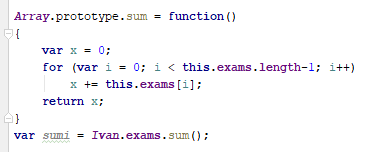 Array.prototype.sum = function()
{
var x = 0;
for (var i = 0; i < this.exams.length-1; i++)
x += this.exams[i];
return x;
}
var sumi = Ivan.exams.sum();